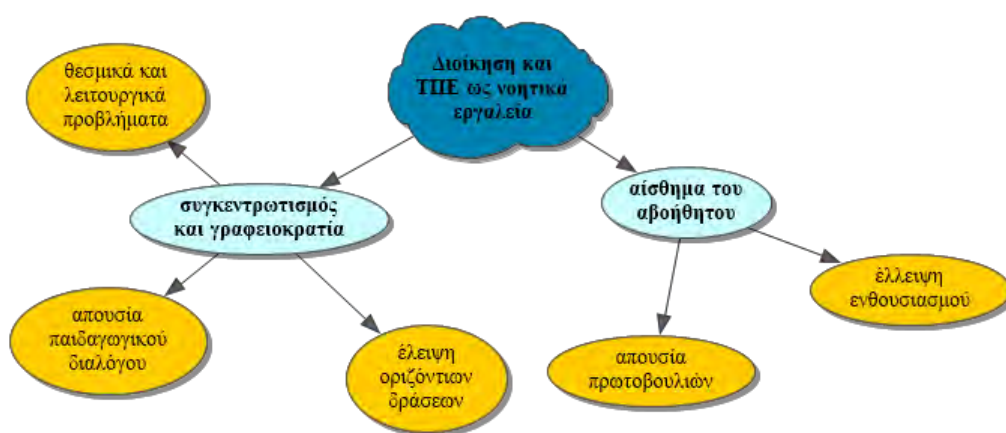 Διοίκηση και
ΤΠΕ ως νοητικά
εργαλεία
θεσμικά και
λειτουργικά
προβλήματα
συγκεντρωτισμός
και γραφειοκρατία
αίσθημα του
αβοήθητου
απουσία
παιδαγωγικού
διαλόγου
έλειψη
οριζόντιων
δράσεων
απουσία
πρωτοβουλιών
έλλειψη
ενθουσιασμού